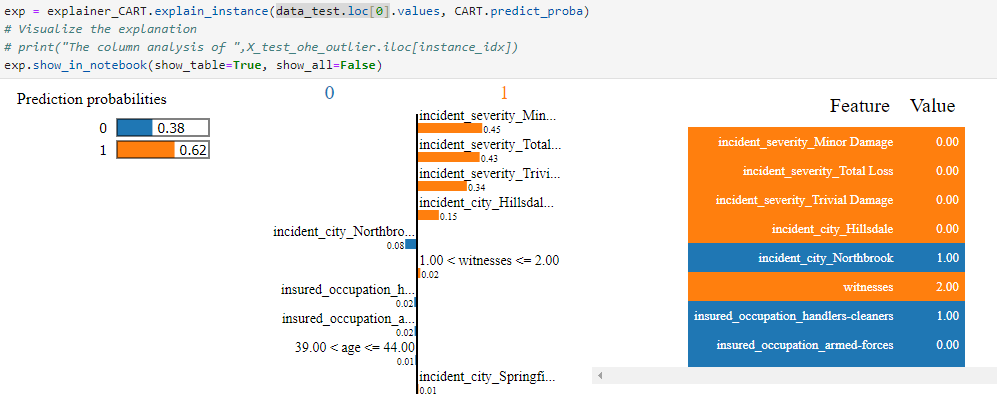 exp = explainer_CART.explain_instance(data_test.loc[0].values, CART.predict_proba)
# Visualize the explanation
# print("The column analysis of ",X_test_ohe_outlier.iloc[instance_idx])
exp.show_in_notebook(show_table=True, show_all=False)
Prediction probabilities
0 0.38
1 0.62
0 1
incident_severity_Min...
0.45
incident_severity_Total...
0.43
incident_severity_Trivi...
0.34
incident_city_Hillsdal...
0.15
incident_city_Northbro...
0.08
1.00 < witnesses <= 2.00
0.02
insured_occupation_h...
0.02
insured_occupation_a...
0.02
39.00 < age <= 44.00
0.01
incident_city_Springfi...
0.01
Feature Value
incident_severity_Minor Damage 0.00
incident_severity_Total Loss 0.00
incident_severity_Trivial Damage 0.00
incident_city_Hillsdale 0.00
incident_city_Northbrook 1.00
witnesses 2.00
insured_occupation_handlers-cleaners 1.00
insured_occupation_armed-forces 0.00